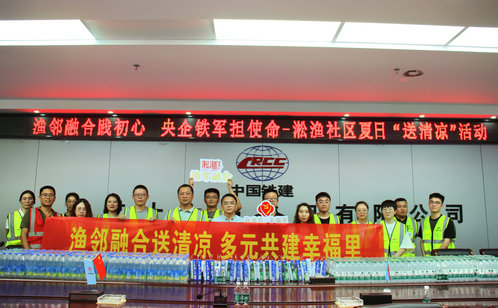 渔邻融合践初心 央企铁军担使命-淞渔社区夏日“送清凉”活动
CRCC
中国铁建
有限公司
渔邻融合送清凉 多元共建幸福里